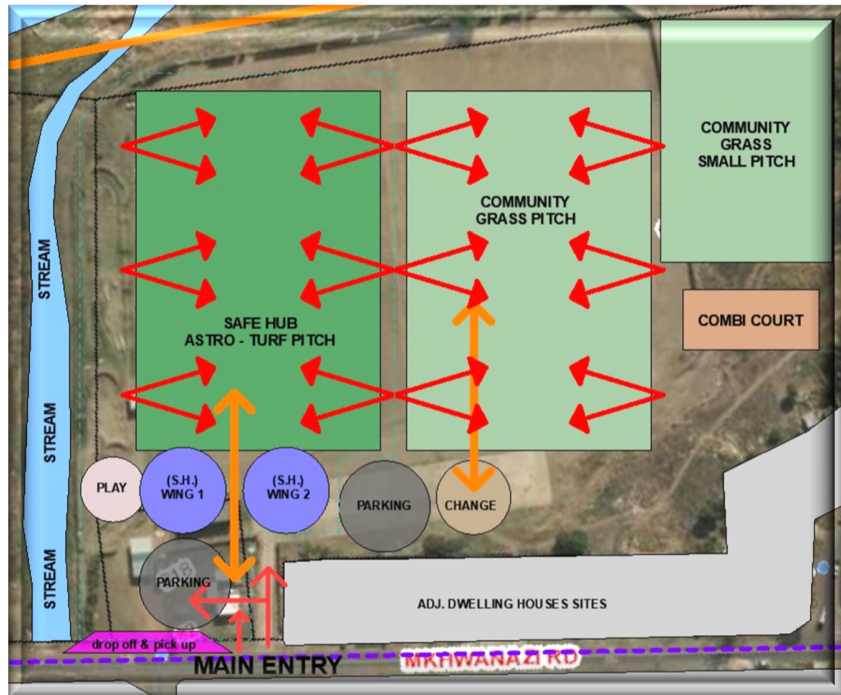 COMMUNITY
GRASS
SMALL PITCH
COMMUNITY
GRASS PITCH
STREAM
COMBI COURT
SAFE HUB
ASTRO - TURF PITCH
STREAM
PLAY
(S.H.)
WING 1
(S.H.)
WING 2
PARKING
CHANGE
STREAM
PARKING
ADJ. DWELLING HOUSES SITES
drop off & pick up
MAIN ENTRY
MKHWANAZI RD